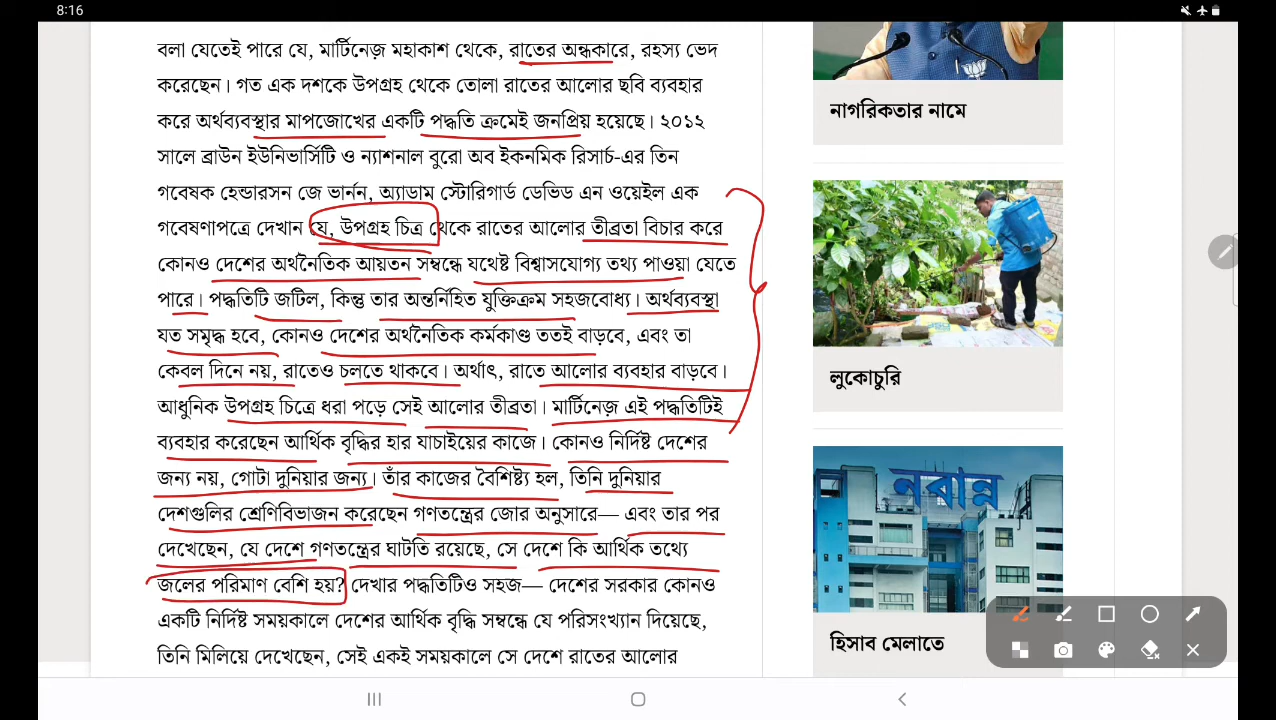 8:16
বলা যেতেই পারে যে, মার্টিনেজ় মহাকাশ থেকে, রাতের অন্ধকারে, রহস্য ভেদ
করেছেন। গত এক দশকে উপগ্রহ থেকে তোলা রাতের আলোর ছবি ব্যবহার
করে অর্থব্যবস্থার মাপজোখের একটি পদ্ধতি ক্রমেই জনপ্রিয় হয়েছে। ২০১২
সালে ব্রাউন ইউনিভার্সিটি ও ন্যাশনাল বুরো অব ইকনমিক রিসার্চ-এর তিন
গবেষক হেন্ডারসন জে ভার্নন, অ্যাডাম স্টোরিগার্ড ডেভিড এন ওয়েইল এক
গবেষণাপত্রে দেখান যে, উপগ্রহ চিত্র থেকে রাতের আলোর তীব্রতা বিচার করে
কোনও দেশের অর্থনৈতিক আয়তন সম্বন্ধে যথেষ্ট বিশ্বাসযোগ্য তথ্য পাওয়া যেতে
পারে। পদ্ধতিটি জটিল, কিন্তু তার অন্তর্নিহিত যুক্তিক্রম সহজবোধ্য। অর্থব্যবস্থা
যত সমৃদ্ধ হবে, কোনও দেশের অর্থনৈতিক কর্মকাণ্ড ততই বাড়বে, এবং তা
কেবল দিনে নয়, রাতেও চলতে থাকবে। অর্থাৎ, রাতে আলোর ব্যবহার বাড়বে।
আধুনিক উপগ্রহ চিত্রে ধরা পড়ে সেই আলোর তীব্রতা। মার্টিনেজ় এই পদ্ধতিটিই
ব্যবহার করেছেন আর্থিক বৃদ্ধির হার যাচাইয়ের কাজে। কোনও নির্দিষ্ট দেশের
জন্য নয়, গোটা দুনিয়ার জন্য। তাঁর কাজের বৈশিষ্ট্য হল, তিনি দুনিয়ার
দেশগুলির শ্রেণিবিভাজন করেছেন গণতন্ত্রের জোর অনুসারে— এবং তার পর
দেখেছেন, যে দেশে গণতন্ত্রের ঘাটতি রয়েছে, সে দেশে কি আর্থিক তথ্যে
জলের পরিমাণ বেশি হয়? দেখার পদ্ধতিটিও সহজ— দেশের সরকার কোনও
একটি নির্দিষ্ট সময়কালে দেশের আর্থিক বৃদ্ধি সম্বন্ধে যে পরিসংখ্যান দিয়েছে,
তিনি মিলিয়ে দেখেছেন, সেই একই সময়কালে সে দেশে রাতের আলোর
নাগরিকতার নামে
লুকোচুরি
নবান্ন
হিসাব মেলাতে